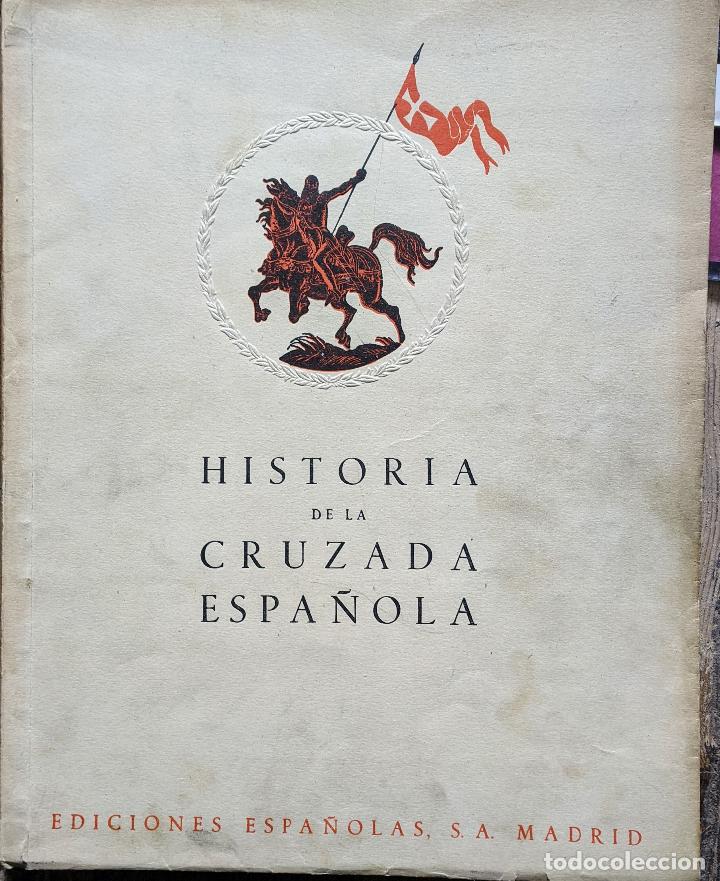 HISTORIA
DE LA
CRUZADA
ESPAÑOLA
EDICIONES ESPAÑOLAS, S. A. MADRID
todocoleccion